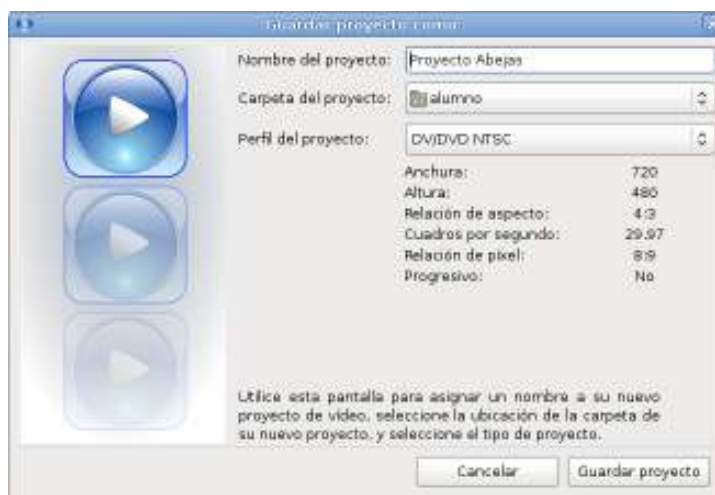 Guardar proyecto como
Nombre del proyecto: Proyecto Abejas
Carpeta del proyecto: alumno
Perfil del proyecto: DV/DVD NTSC
Anchura: 720
Altura: 480
Relación de aspecto: 4:3
Cuadros por segundo: 29.97
Relación de pixel: 8:9
Progresivo: No
Utilice esta pantalla para asignar un nombre a su nuevo
proyecto de vídeo, seleccione la ubicación de la carpeta de
su nuevo proyecto, y seleccione el tipo de proyecto.
Cancelar Guardar proyecto